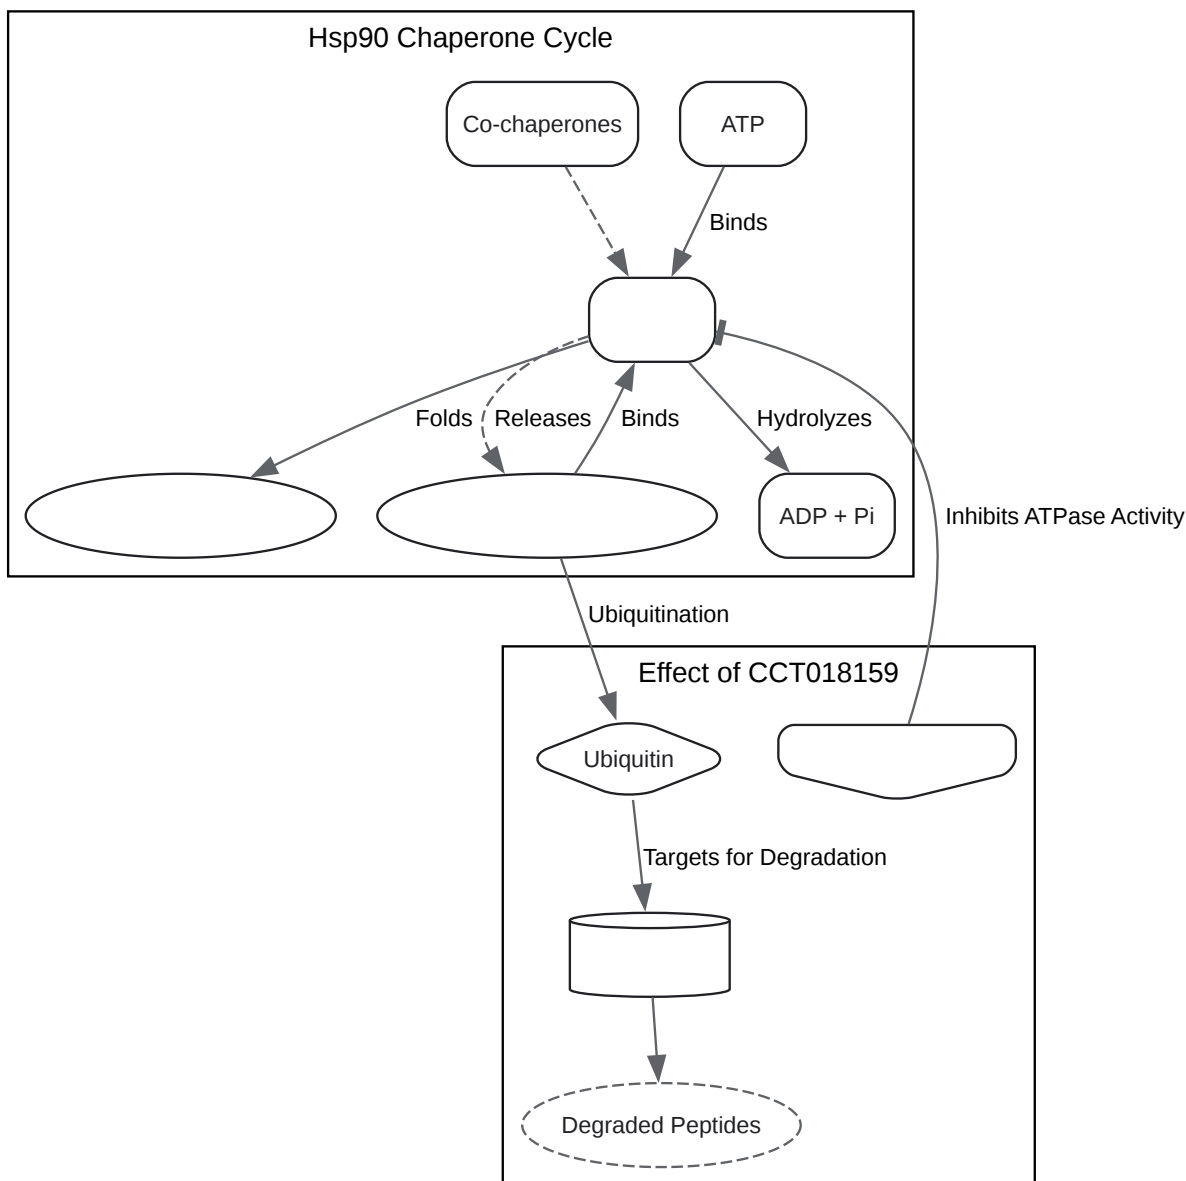 Hsp90 Chaperone Cycle
Co-chaperones
ATP
Binds
Folds
Releases
Binds
Hydrolyzes
ADP + Pi
Inhibits ATPase Activity
Ubiquitination
Effect of CCT018159
Ubiquitin
Targets for Degradation
Degraded Peptides